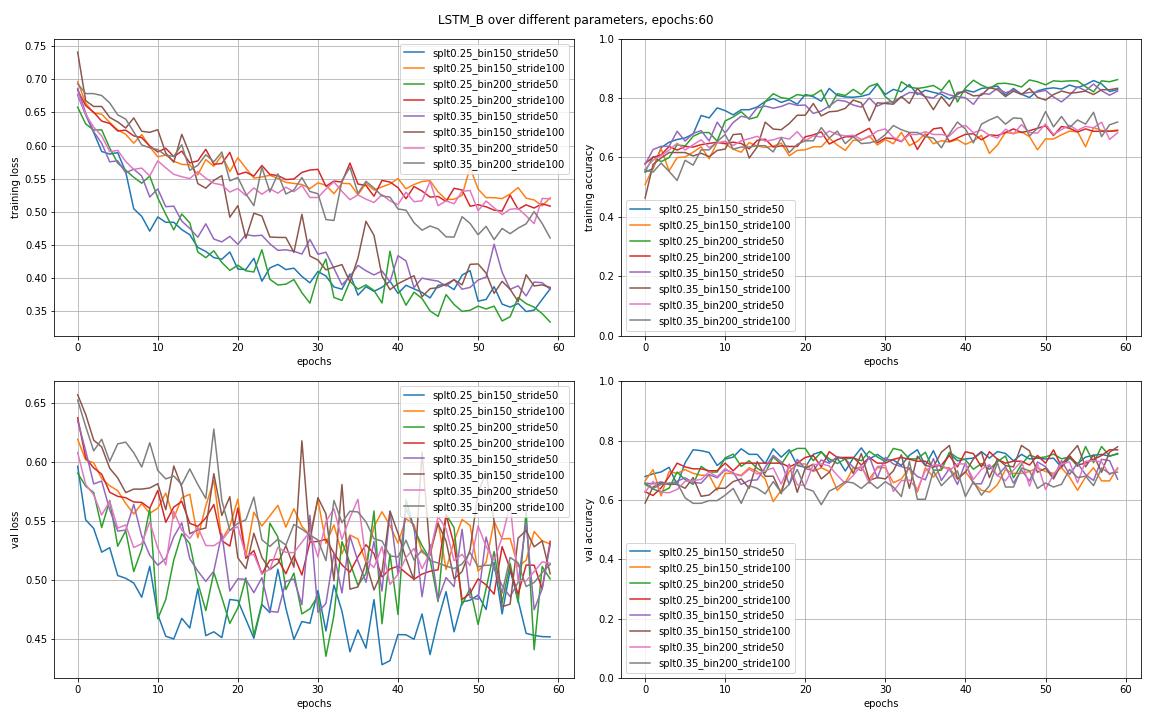 LSTM_B over different parameters, epochs:60
0.75
0.70
0.65
0.60
0.55
0.50
0.45
0.40
0.35
training loss
0
10
20
30
40
50
60
epochs
splt0.25_bin150_stride50
splt0.25_bin150_stride100
splt0.25_bin200_stride50
splt0.25_bin200_stride100
splt0.35_bin150_stride50
splt0.35_bin150_stride100
splt0.35_bin200_stride50
splt0.35_bin200_stride100
1.0
0.8
0.6
0.4
0.2
0.0
training accuracy
splt0.25_bin150_stride50
splt0.25_bin150_stride100
splt0.25_bin200_stride50
splt0.25_bin200_stride100
splt0.35_bin150_stride50
splt0.35_bin150_stride100
splt0.35_bin200_stride50
splt0.35_bin200_stride100
0
10
20
30
40
50
60
epochs
0.65
0.60
0.55
0.50
0.45
val loss
splt0.25_bin150_stride50
splt0.25_bin150_stride100
splt0.25_bin200_stride50
splt0.25_bin200_stride100
splt0.35_bin150_stride50
splt0.35_bin150_stride100
splt0.35_bin200_stride50
splt0.35_bin200_stride100
0
10
20
30
40
50
60
epochs
1.0
0.8
0.6
0.4
0.2
0.0
val accuracy
splt0.25_bin150_stride50
splt0.25_bin150_stride100
splt0.25_bin200_stride50
splt0.25_bin200_stride100
splt0.35_bin150_stride50
splt0.35_bin150_stride100
splt0.35_bin200_stride50
splt0.35_bin200_stride100
0
10
20
30
40
50
60
epochs